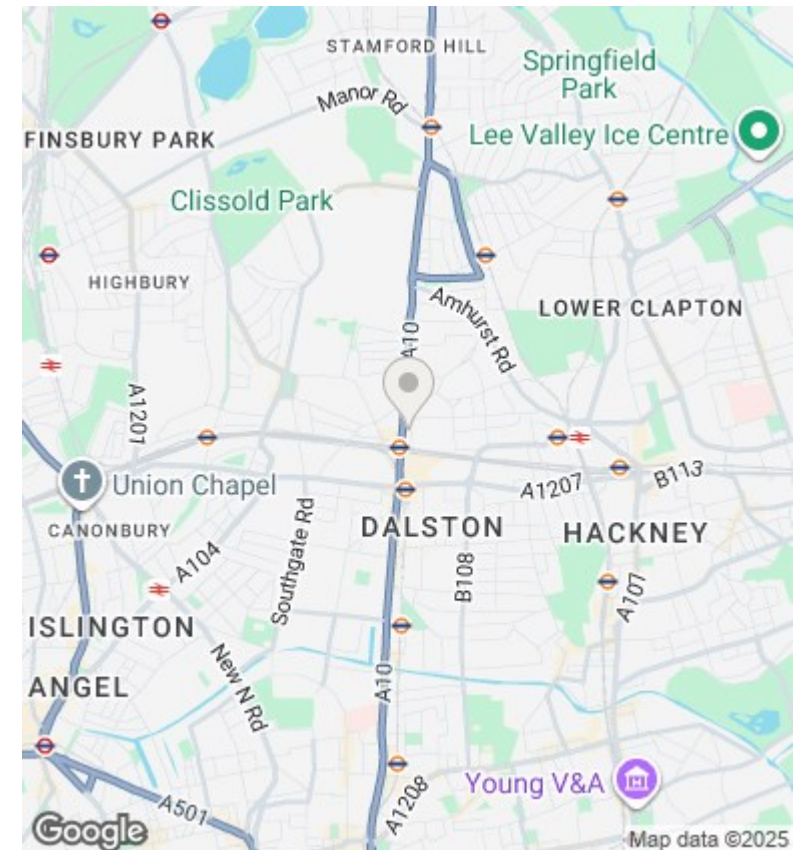 STAMFORD HILL
Springfield
Park
Manor Rd
FINSBURY PARK
Lee Valley Ice Centre
Clissold Park
HIGHBURY
Amhurst Rd
LOWER CLAPTON
A10
A1201
Union Chapel
A1207
B113
CANONBURY
Southgate Rd
DALSTON
HACKNEY
A104
B108
A107
ISLINGTON
New N Rd
A10
ANGEL
Young V&A
A501
A1208
Google
Map data ©2025